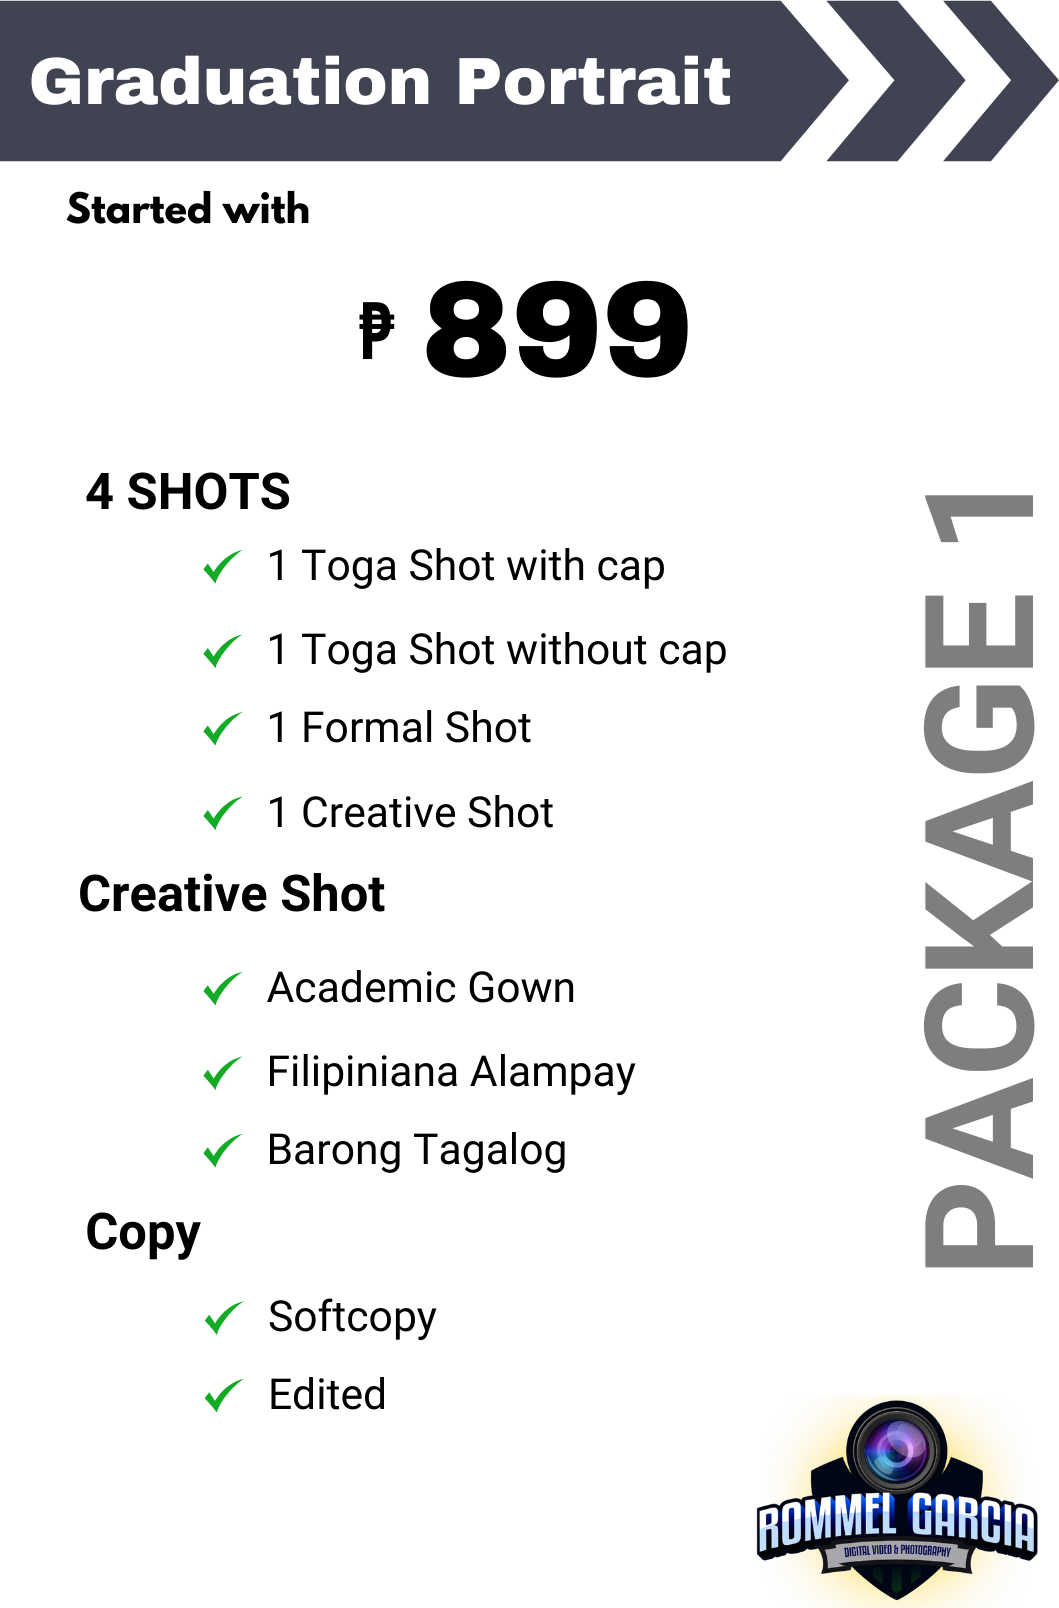 Graduation Portrait
Started with
₱ 899
4 SHOTS
1 Toga Shot with cap
1 Toga Shot without cap
1 Formal Shot
1 Creative Shot
Creative Shot
Academic Gown
Filipiniana Alampay
Barong Tagalog
Copy
Softcopy
Edited
PACKAGE 1
ROMMEL GARCIA
DIGITAL VIDEO & PHOTOGRAPHY